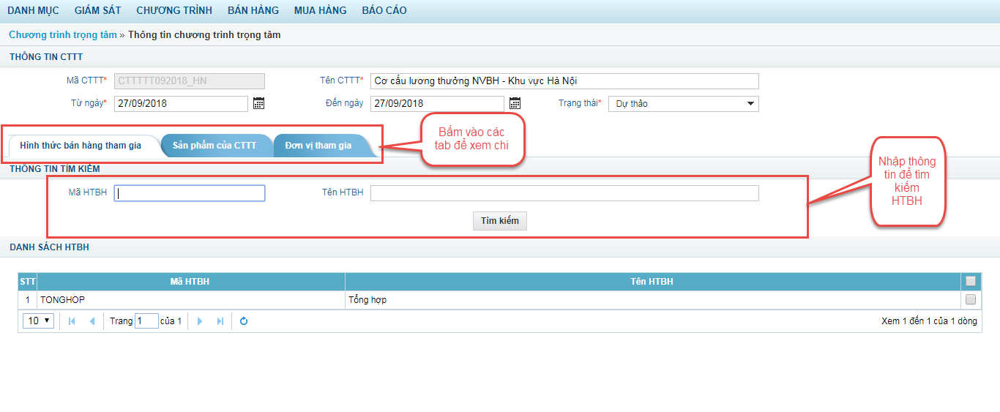 DANH MỤC GIÁM SÁT CHƯƠNG TRÌNH BÁN HÀNG MUA HÀNG BÁO CÁO
Chương trình trọng tâm » Thông tin chương trình trọng tâm
THÔNG TIN CTTT
Mã CTTT* CTTTTT092018_HN Tên CTTT* Cơ cấu lương thưởng NVBH - Khu vực Hà Nội
Từ ngày* 27/09/2018 Đến ngày 27/09/2018 Trạng thái* Dự thảo
Hình thức bán hàng tham gia Sản phẩm của CTTT Đơn vị tham gia
Bấm vào các
tab để xem chi
THÔNG TIN TÌM KIẾM
Nhập thông
tin để tìm
kiếm
HTBH
Mã HTBH Tên HTBH
Tìm kiếm
DANH SÁCH HTBH
STT Mã HTBH Tên HTBH
1 TONGHOP Tổng hợp
10 Trang 1 của 1 Xem 1 đến 1 của 1 dòng